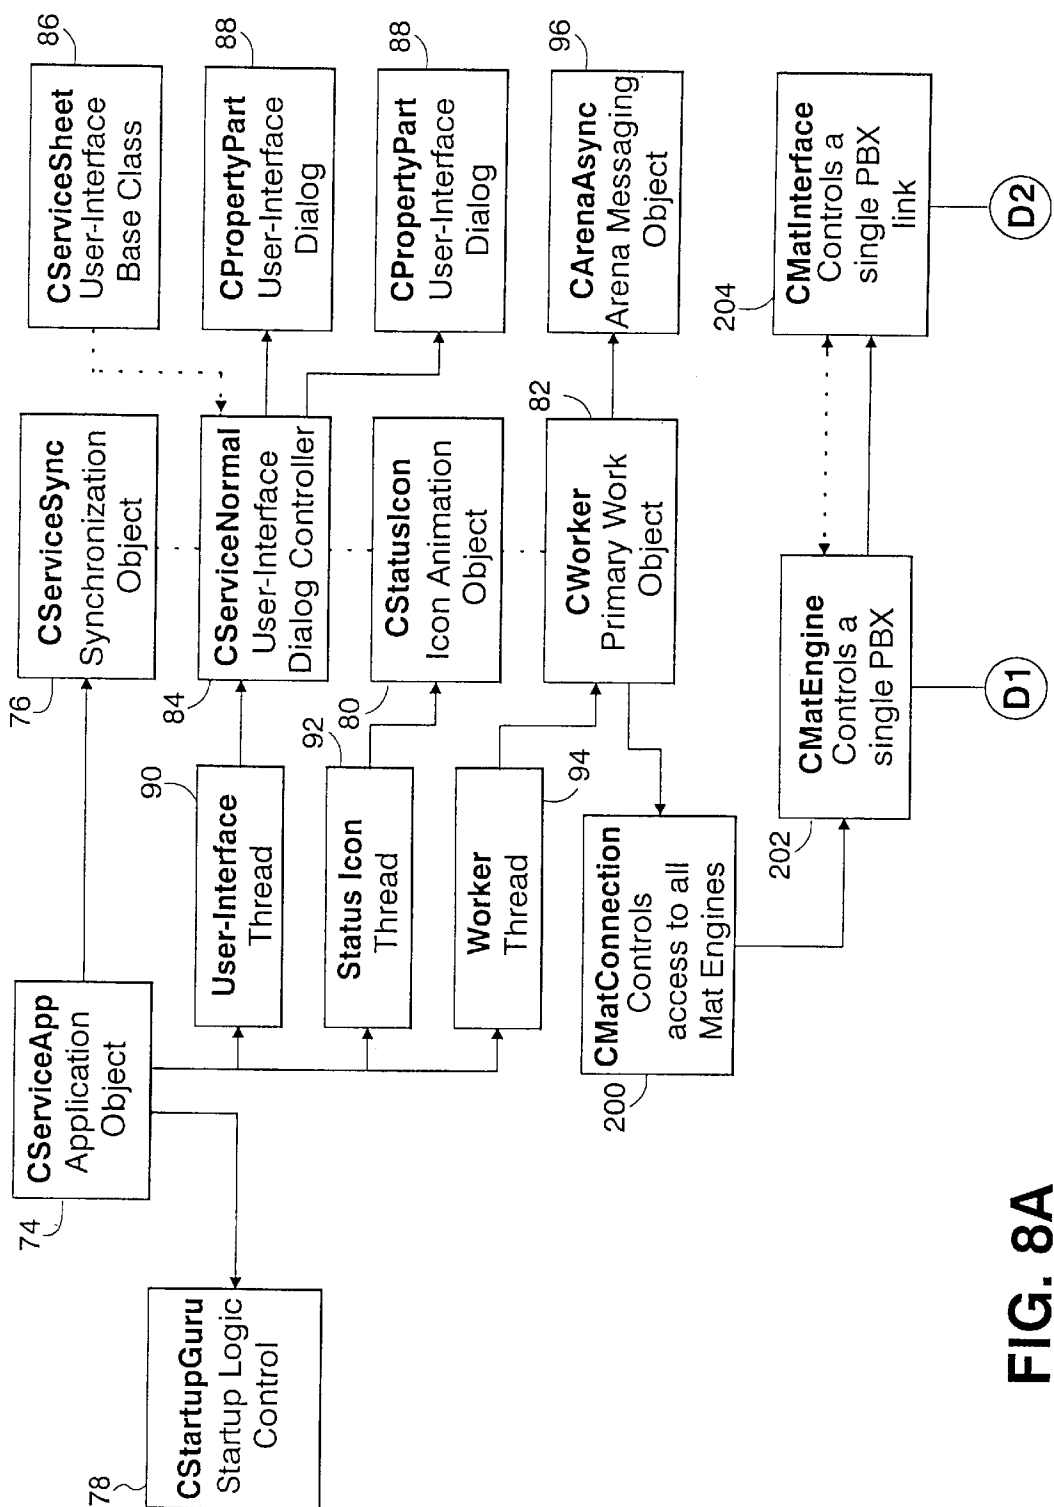 86
CServiceSheet
User-Interface
Base Class
88
CPropertyPart
User-Interface
Dialog
88
CPropertyPart
User-Interface
Dialog
96
CArenaAsync
Arena Messaging
Object
204
CMatInterface
Controls a
single PBX
link
D2
76
CServiceSync
Synchronization
Object
84
CServiceNormal
User-Interface
Dialog Controller
80
CStatusIcon
Icon Animation
Object
82
CWorker
Primary Work
Object
202
CMatEngine
Controls a
single PBX
D1
90
User-Interface
Thread
92
Status Icon
Thread
94
Worker
Thread
200
CMatConnection
Controls
access to all
Mat Engines
74
CServiceApp
Application
Object
78
CStartupGuru
Startup Logic
Control
FIG. 8A